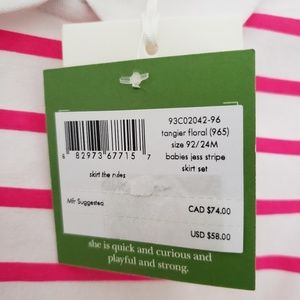 93C02042-96
tangier floral (965)
size 92/24M
babies jess stripe
skirt set
8 82973 67715 7
skirt the rules
Mfr Suggested
CAD $74.00
USD $58.00
she is quick and curious and
playful and strong.